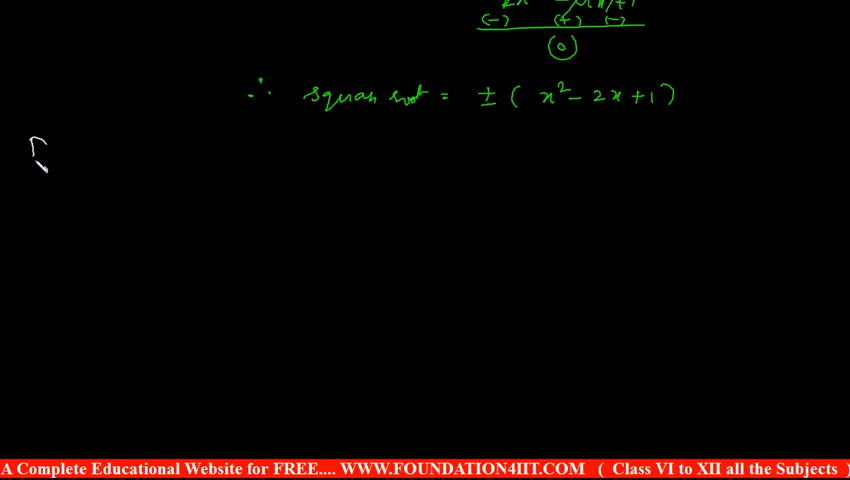 (-) (+) (-)
0
∴ square root = ± ( x² - 2x + 1 )
A Complete Educational Website for FREE.... WWW.FOUNDATION4IIT.COM ( Class VI to XII all the Subjects )